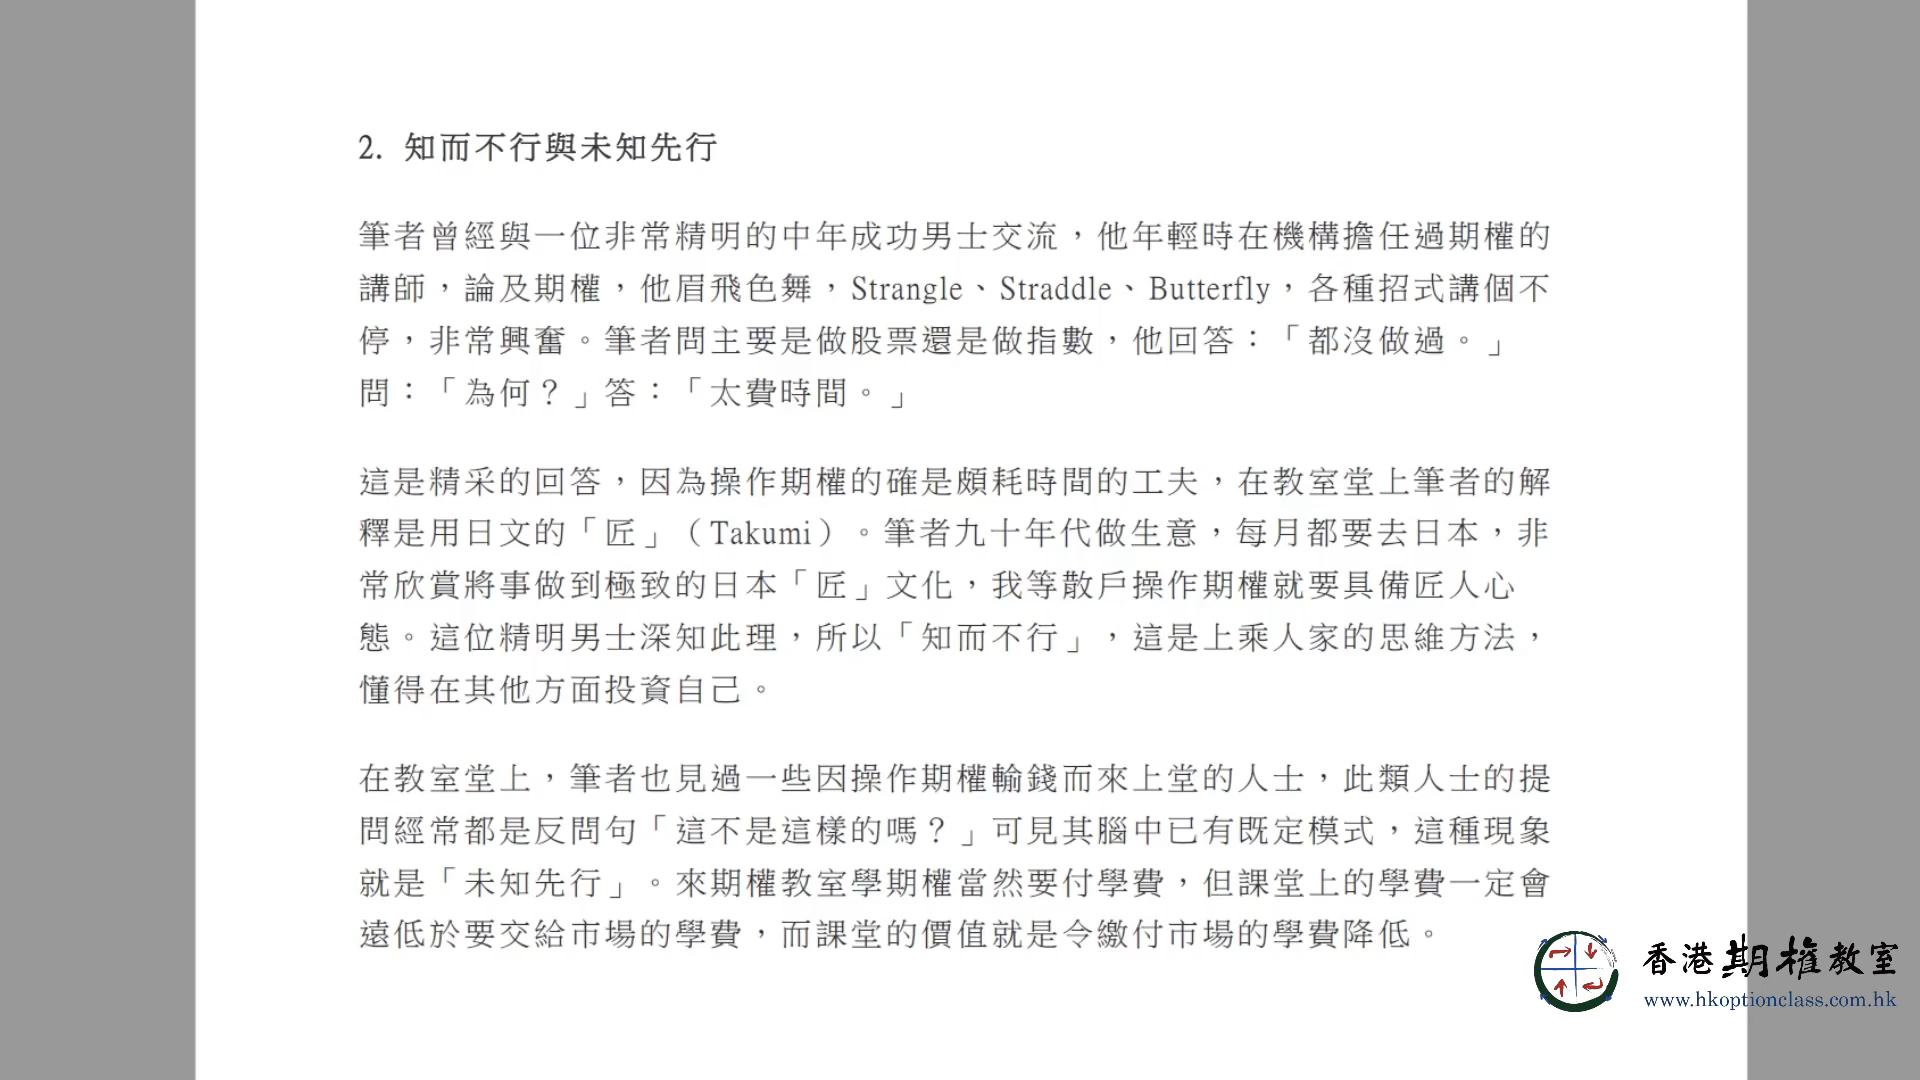 2. 知而不行與未知先行
筆者曾經與一位非常精明的中年成功男士交流，他年輕時在機構擔任過期權的
講師，論及期權，他眉飛色舞，Strangle、Straddle、Butterfly，各種招式講個不
停，非常興奮。筆者問主要是做股票還是做指數，他回答：「都沒做過。」
問：「為何？」答：「太費時間。」
這是精采的回答，因為操作期權的確是頗耗時間的工夫，在教室堂上筆者的解
釋是用日文的「匠」（Takumi）。筆者九十年代做生意，每月都要去日本，非
常欣賞將事做到極致的日本「匠」文化，我等散戶操作期權就要具備匠人心
態。這位精明男士深知此理，所以「知而不行」，這是上乘人家的思維方法，
懂得在其他方面投資自己。
在教室堂上，筆者也見過一些因操作期權輸錢而來上堂的人士，此類人士的提
問經常都是反問句「這不是這樣的嗎？」可見其腦中已有既定模式，這種現象
就是「未知先行」。來期權教室學期權當然要付學費，但課堂上的學費一定會
遠低於要交給市場的學費，而課堂的價值就是令繳付市場的學費降低。
香港期權教室
www.hkoptionclass.com.hk